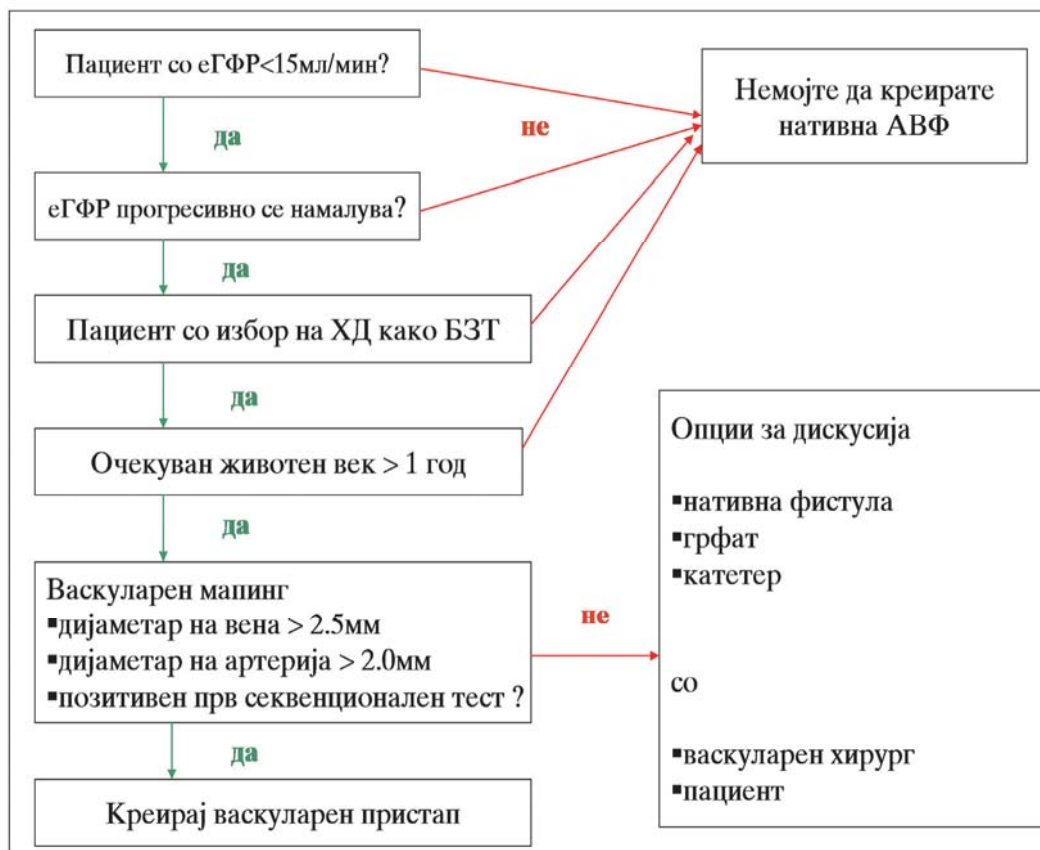 Пациент со еГФР<15мл/мин?
да
не
Немојте да креирате
нативна АВФ
еГФР прогресивно се намалува?
да
Пациент со избор на ХД како БЗТ
да
Очекуван животен век > 1 год
да
Васкуларен мапинг
▪дијаметар на вена > 2.5мм
▪дијаметар на артерија > 2.0мм
▪позитивен прв секвенционален тест ?
не
Опции за дискусија
▪нативна фистула
▪грфат
▪катетер
со
▪васкуларен хирург
▪пациент
да
Креирај васкуларен пристап